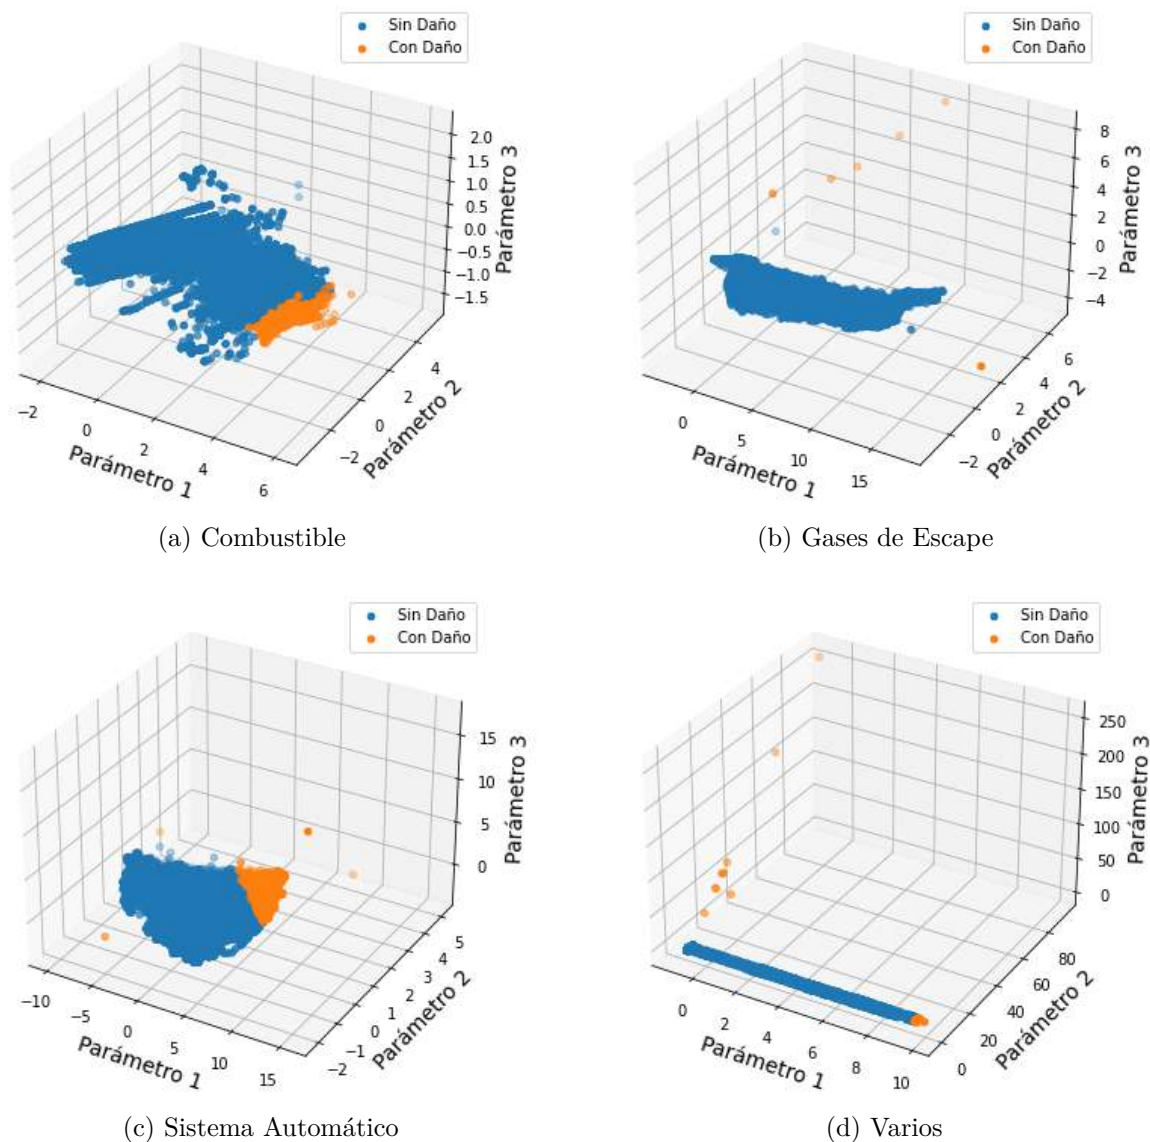 Sin Daño
Con Daño
2.0
1.5
1.0
0.5
0.0
−0.5
−1.0
−1.5
Parámetro 3
4
2
0
−2
Parámetro 2
−2
0
2
4
6
Parámetro 1
(a) Combustible
Sin Daño
Con Daño
8
6
4
2
0
−2
−4
Parámetro 3
6
4
2
0
−2
Parámetro 2
0
5
10
15
Parámetro 1
(b) Gases de Escape
Sin Daño
Con Daño
15
10
5
0
Parámetro 3
5
4
3
2
1
0
−1
−2
Parámetro 2
−10
−5
0
5
10
15
Parámetro 1
(c) Sistema Automático
Sin Daño
Con Daño
250
200
150
100
50
0
Parámetro 3
80
60
40
20
0
Parámetro 2
0
2
4
6
8
10
Parámetro 1
(d) Varios